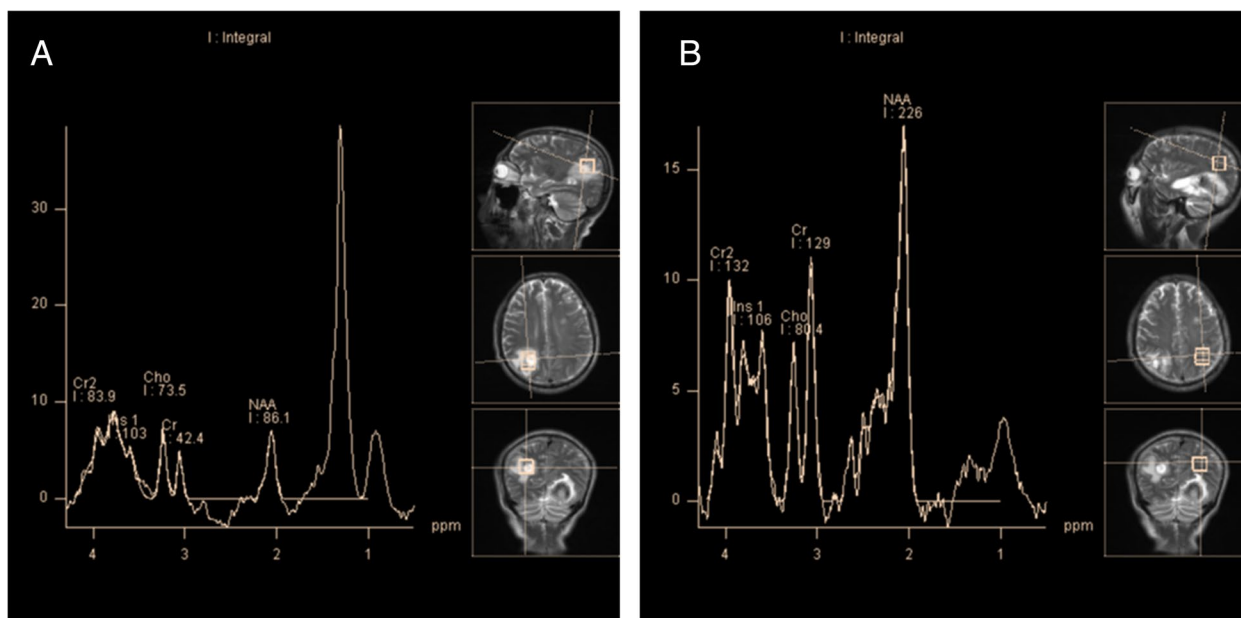 A
I : Integral
30
20
10
0
Cr2
I : 83.9
I : 103
Cho
I : 73.5
Cr
I : 42.4
NAA
I : 86.1
4
3
2
1
ppm
B
I : Integral
15
10
5
0
Cr2
I : 132
Ins 1
I : 106
Cho
I : 80.4
Cr
I : 129
NAA
I : 226
4
3
2
1
ppm